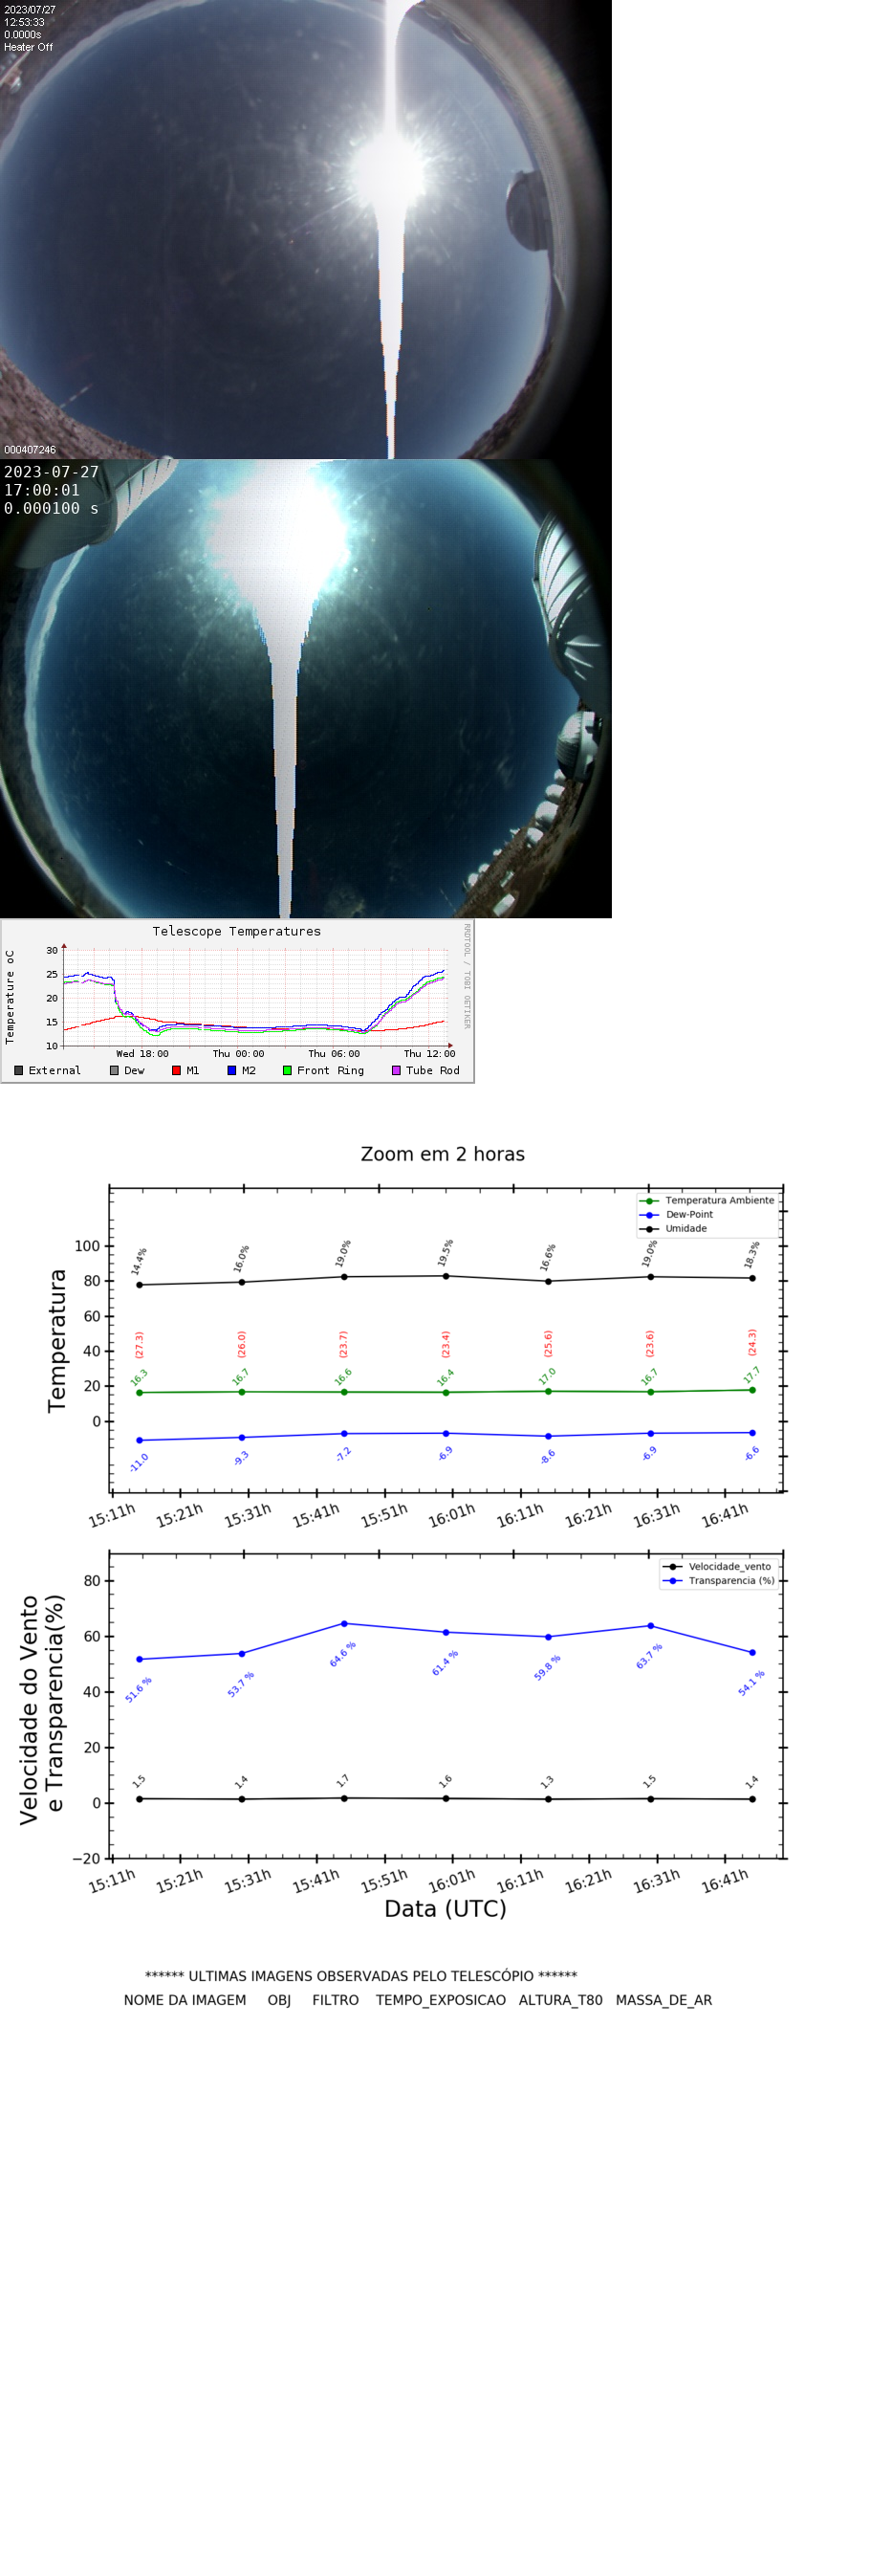 2023/07/27
12:53:33
0.0000s
Heater Off
000407246
2023-07-27
17:00:01
0.000100 s
Telescope Temperatures
RRDTOOL / TOBI OETIKER
Temperature oC
30
25
20
15
10
Wed 18:00 Thu 00:00 Thu 06:00 Thu 12:00
External Dew M1 M2 Front Ring Tube Rod
Zoom em 2 horas
Temperatura Ambiente
Dew-Point
Umidade
Temperatura
100
80
60
40
20
0
14.4% 16.0% 19.0% 19.5% 16.6% 19.0% 18.3%
(27.3) (26.0) (23.7) (23.4) (25.6) (23.6) (24.3)
16.3 16.7 16.6 16.4 17.0 16.7 17.7
-11.0 -9.3 -7.2 -6.9 -8.6 -6.9 -6.6
15:11h 15:21h 15:31h 15:41h 15:51h 16:01h 16:11h 16:21h 16:31h 16:41h
Velocidade_vento
Transparencia (%)
Velocidade do Vento
e Transparencia(%)
80
60
40
20
0
−20
51.6 % 53.7 % 64.6 % 61.4 % 59.8 % 63.7 % 54.1 %
1.5 1.4 1.7 1.6 1.3 1.5 1.4
15:11h 15:21h 15:31h 15:41h 15:51h 16:01h 16:11h 16:21h 16:31h 16:41h
Data (UTC)
****** ULTIMAS IMAGENS OBSERVADAS PELO TELESCÓPIO ******
NOME DA IMAGEM OBJ FILTRO TEMPO_EXPOSICAO ALTURA_T80 MASSA_DE_AR